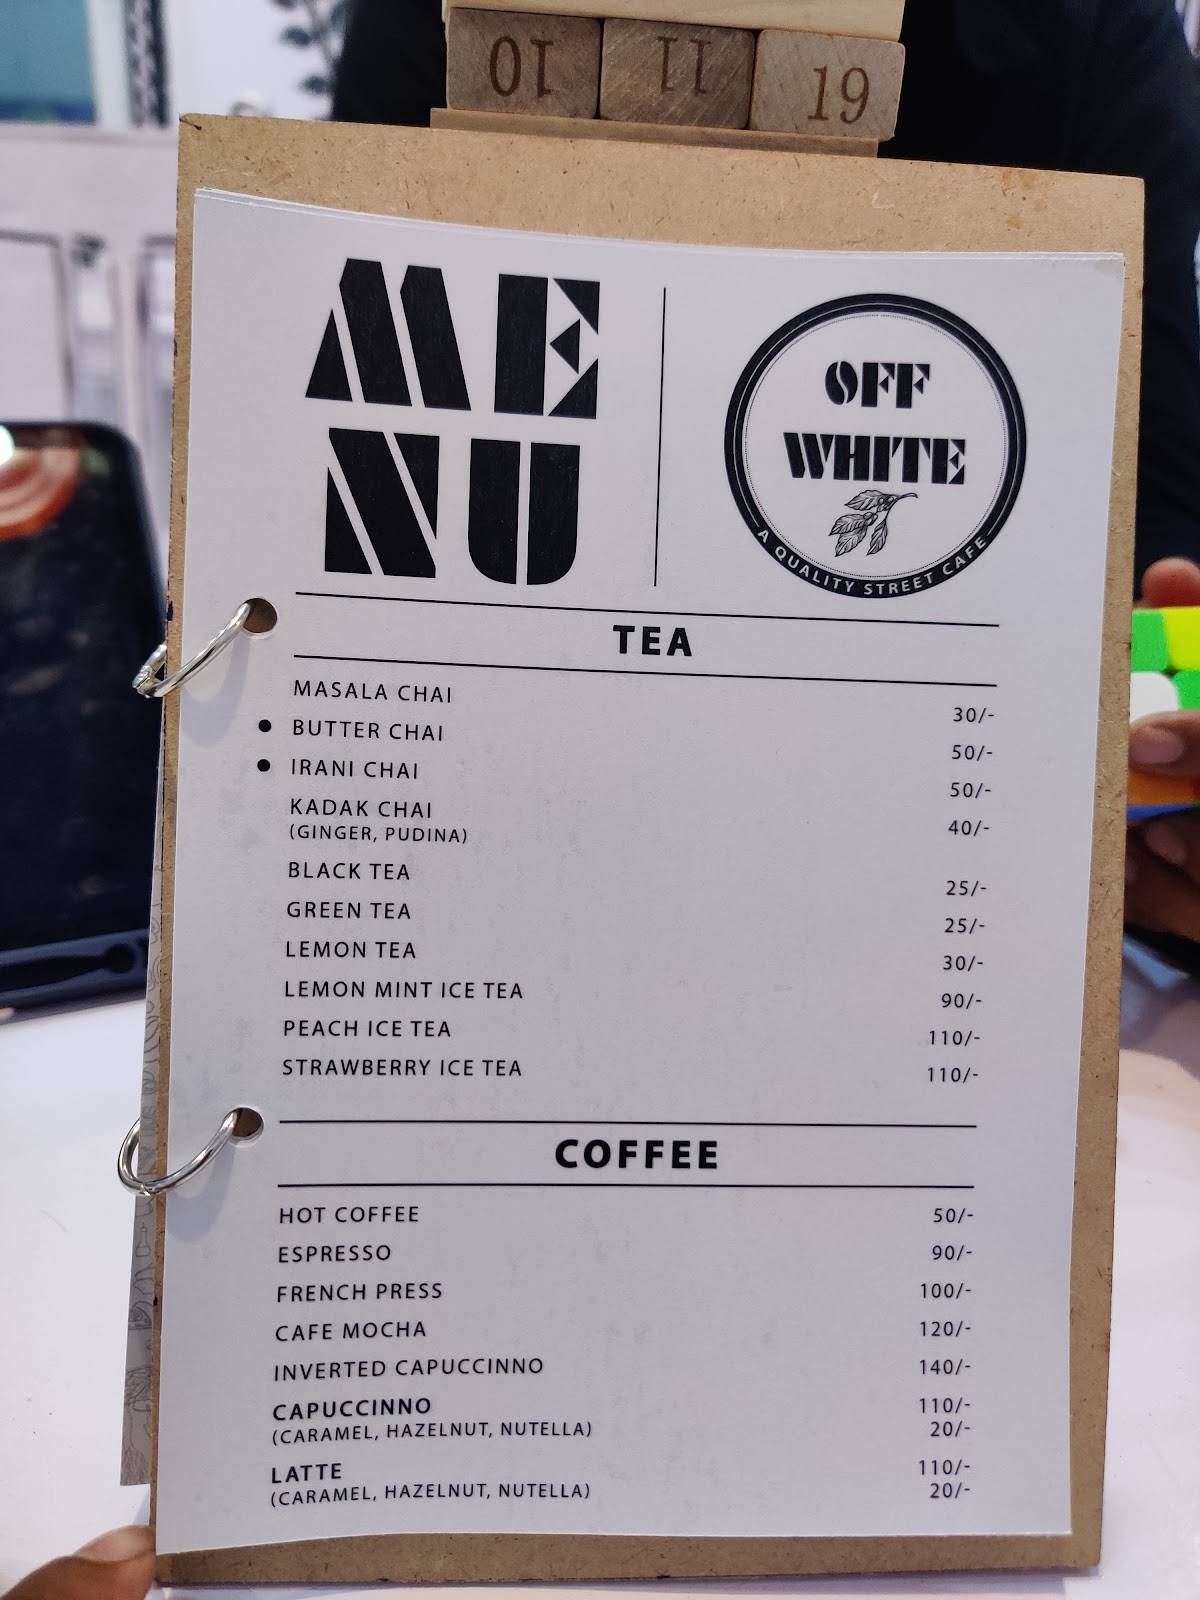 10 11 19
ME
NU
OFF
WHITE
A QUALITY STREET CAFE
TEA
MASALA CHAI 30/-
• BUTTER CHAI 50/-
• IRANI CHAI 50/-
KADAK CHAI 40/-
(GINGER, PUDINA)
BLACK TEA 25/-
GREEN TEA 25/-
LEMON TEA 30/-
LEMON MINT ICE TEA 90/-
PEACH ICE TEA 110/-
STRAWBERRY ICE TEA 110/-
COFFEE
HOT COFFEE 50/-
ESPRESSO 90/-
FRENCH PRESS 100/-
CAFE MOCHA 120/-
INVERTED CAPUCCINNO 140/-
CAPUCCINNO 110/-
(CARAMEL, HAZELNUT, NUTELLA) 20/-
LATTE 110/-
(CARAMEL, HAZELNUT, NUTELLA) 20/-